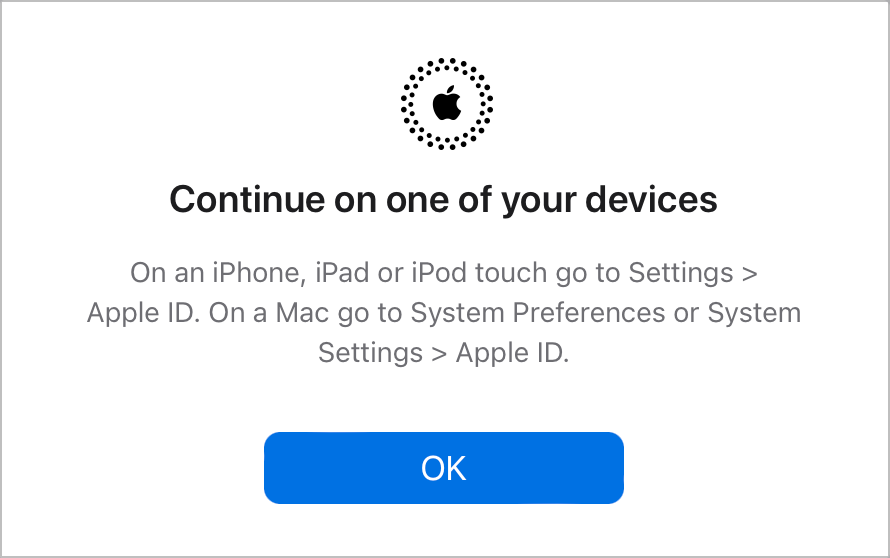 Continue on one of your devices
On an iPhone, iPad or iPod touch go to Settings >
Apple ID. On a Mac go to System Preferences or System
Settings > Apple ID.
OK